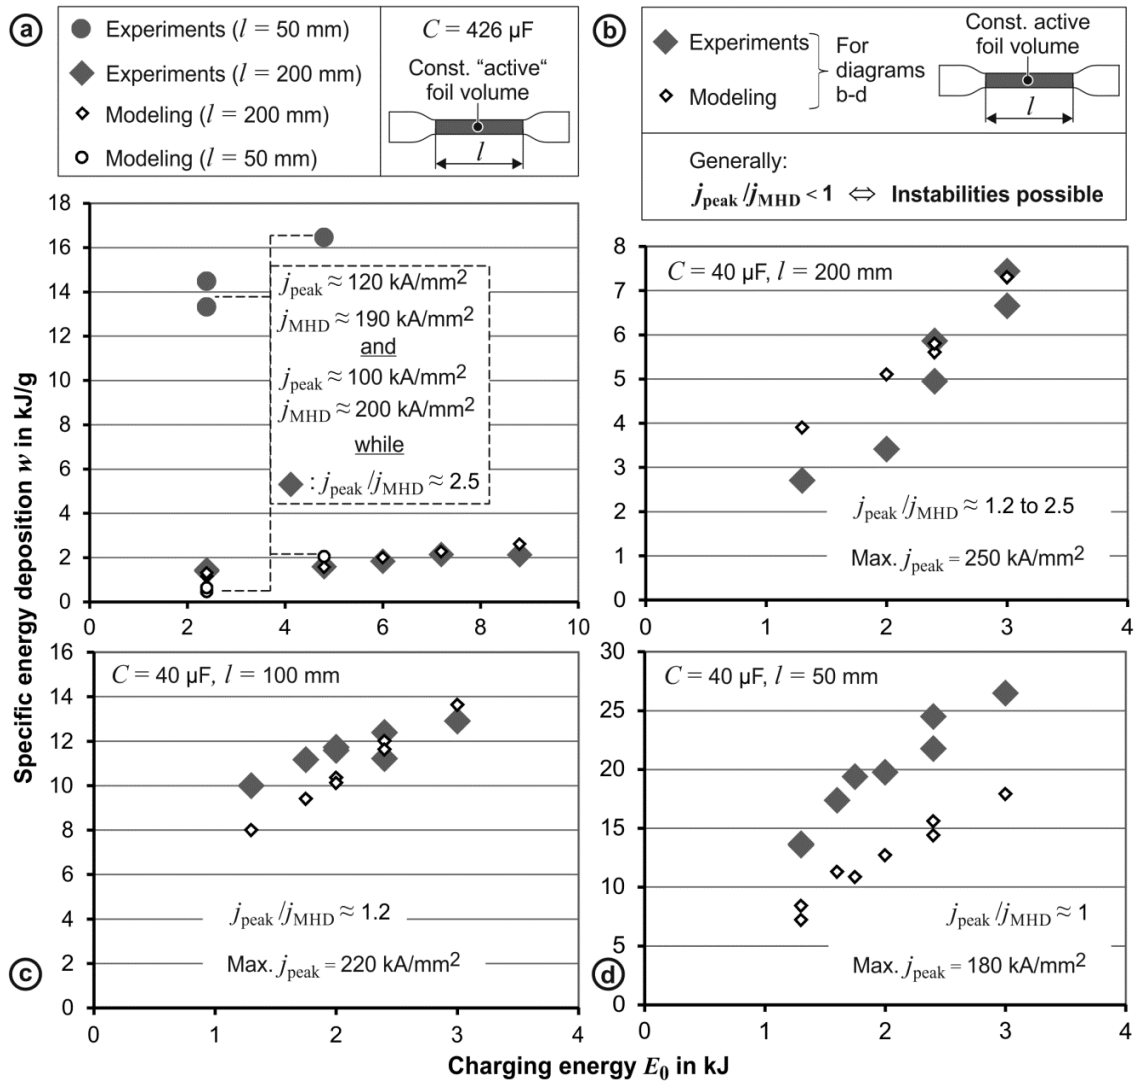 a
Experiments (l = 50 mm)
Experiments (l = 200 mm)
Modeling (l = 200 mm)
Modeling (l = 50 mm)
C = 426 µF
Const. “active“
foil volume
l
b
Experiments
Modeling
For
diagrams
b-d
Const. active
foil volume
l
Generally:
jpeak /jMHD < 1 ⇔ Instabilities possible
Specific energy deposition w in kJ/g
18
16
14
12
10
8
6
4
2
0
0 2 4 6 8 10
jpeak ≈ 120 kA/mm2
jMHD ≈ 190 kA/mm2
and
jpeak ≈ 100 kA/mm2
jMHD ≈ 200 kA/mm2
while
: jpeak /jMHD ≈ 2.5
8
7
6
5
4
3
2
1
0
0 1 2 3 4
C = 40 µF, l = 200 mm
jpeak /jMHD ≈ 1.2 to 2.5
Max. jpeak = 250 kA/mm2
c
16
14
12
10
8
6
4
2
0
0 1 2 3 4
C = 40 µF, l = 100 mm
jpeak /jMHD ≈ 1.2
Max. jpeak = 220 kA/mm2
d
30
25
20
15
10
5
0
0 1 2 3 4
C = 40 µF, l = 50 mm
jpeak /jMHD ≈ 1
Max. jpeak = 180 kA/mm2
Charging energy E0 in kJ